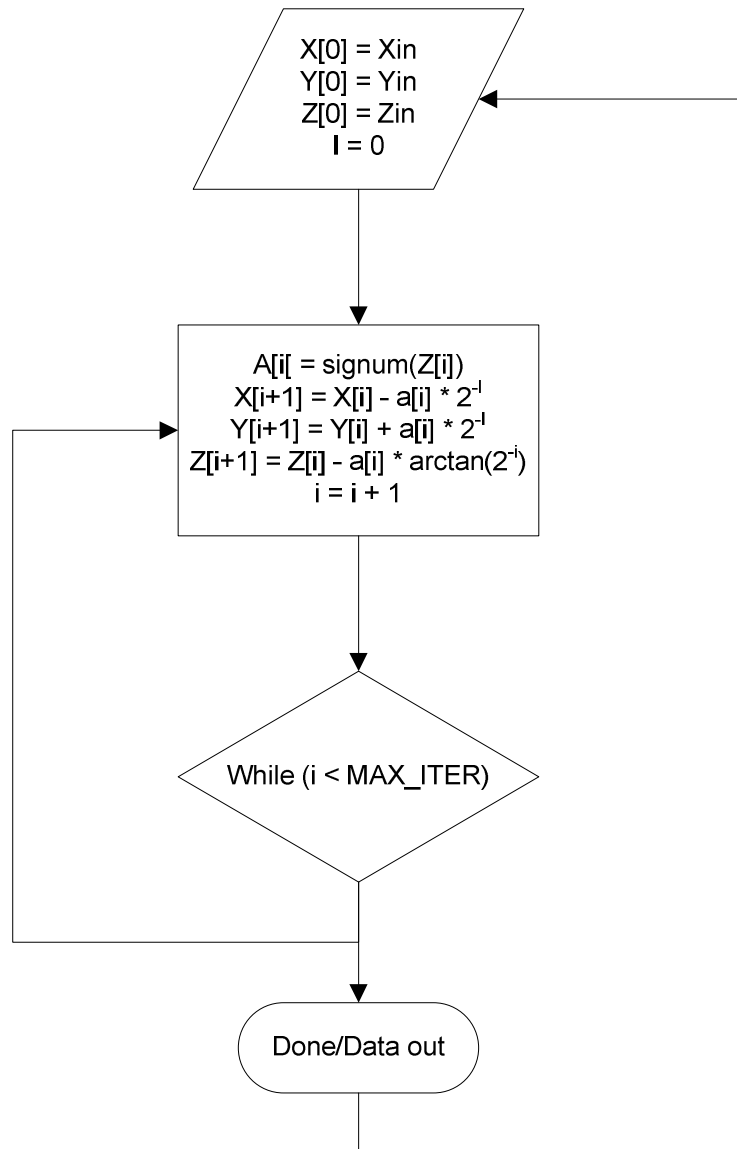 X[0] = Xin
Y[0] = Yin
Z[0] = Zin
I = 0
A[i[ = signum(Z[i])
X[i+1] = X[i] - a[i] * 2^-I
Y[i+1] = Y[i] + a[i] * 2^-I
Z[i+1] = Z[i] - a[i] * arctan(2^-i)
i = i + 1
While (i < MAX_ITER)
Done/Data out